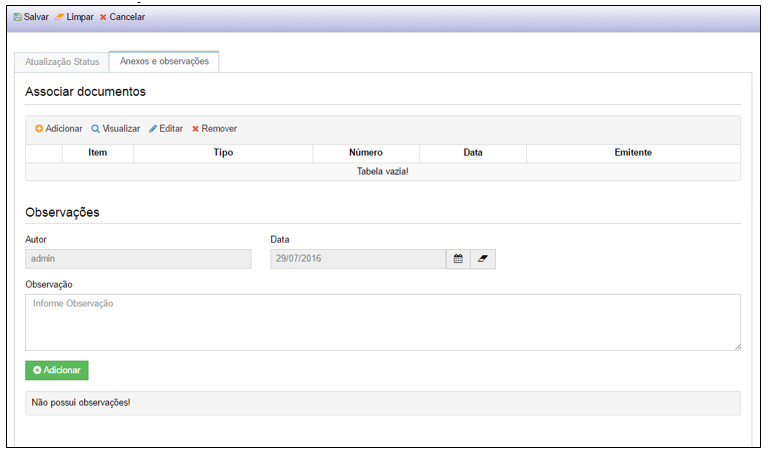 Salvar Limpar Cancelar
Atualização Status Anexos e observações
Associar documentos
Adicionar Visualizar Editar Remover
Item Tipo Número Data Emitente
Tabela vazia!
Observações
Autor Data
admin 29/07/2016
Observação
Informe Observação
Adicionar
Não possui observações!